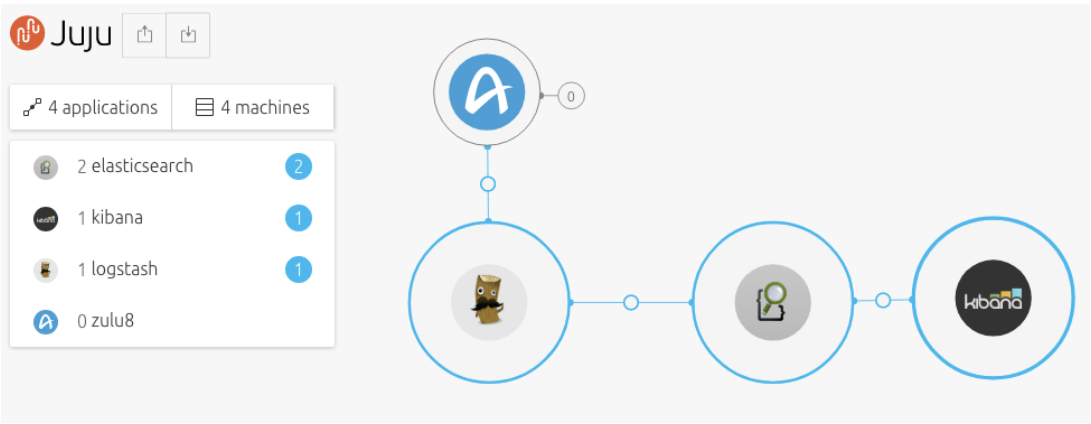 Juju
4 applications
4 machines
2 elasticsearch
2
1 kibana
1
1 logstash
1
0 zulu8
0
kibana